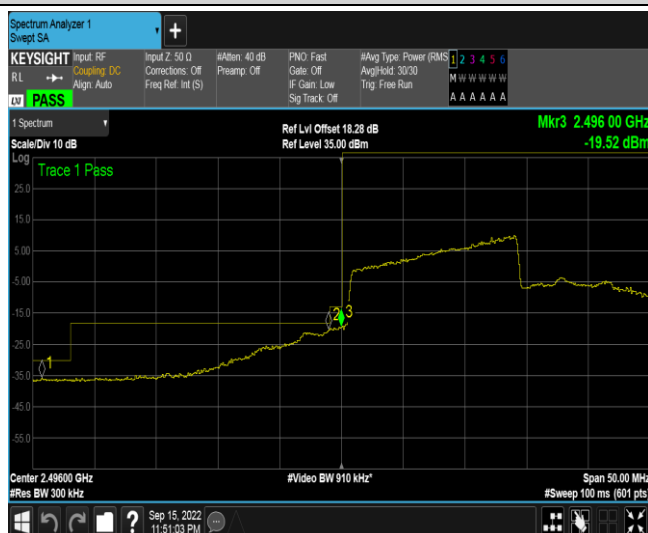 Spectrum Analyzer 1
Swept SA
+
KEYSIGHT
RL
LXI PASS
Input: RF
Coupling: DC
Align: Auto
Input Z: 50 Ω
Corrections: Off
Freq Ref: Int (S)
#Atten: 40 dB
Preamp: Off
PNO: Fast
Gate: Off
IF Gain: Low
Sig Track: Off
#Avg Type: Power (RMS
Avg|Hold: 30/30
Trig: Free Run
1 2 3 4 5 6
M W W W W W
A A A A A A
1 Spectrum
Scale/Div 10 dB
Ref Lvl Offset 18.28 dB
Ref Level 35.00 dBm
Mkr3 2.496 00 GHz
-19.52 dBm
Log
Trace 1 Pass
25.0
15.0
5.00
-5.00
-15.0
-25.0
-35.0
-45.0
-55.0
1
2
3
Center 2.49600 GHz
#Res BW 300 kHz
#Video BW 910 kHz*
Span 50.00 MHz
#Sweep 100 ms (601 pts)
?
Sep 15, 2022
11:51:03 PM